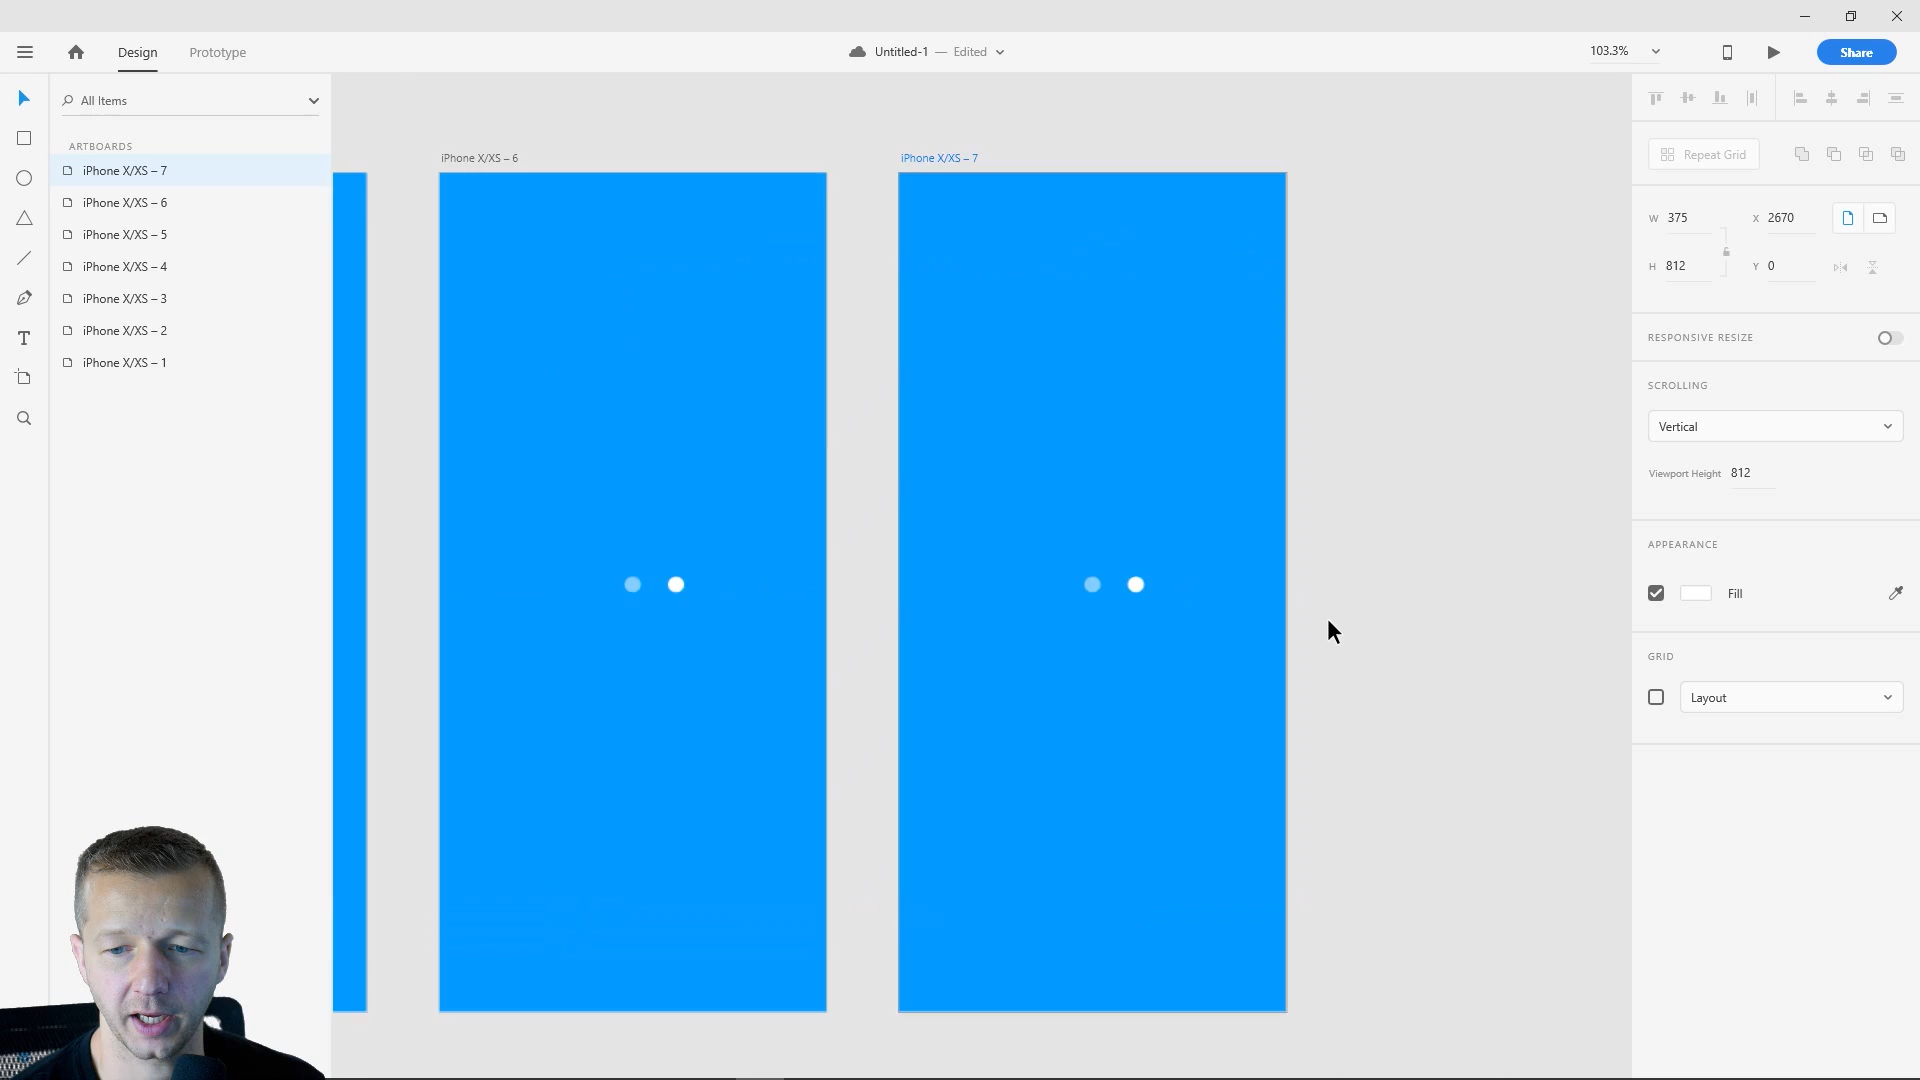 Design
Prototype
Untitled-1 — Edited
103.3%
Share
All Items
ARTBOARDS
iPhone X/XS – 7
iPhone X/XS – 6
iPhone X/XS – 5
iPhone X/XS – 4
iPhone X/XS – 3
iPhone X/XS – 2
iPhone X/XS – 1
iPhone X/XS – 6
iPhone X/XS – 7
Repeat Grid
W 375
X 2670
H 812
Y 0
RESPONSIVE RESIZE
SCROLLING
Vertical
Viewport Height 812
APPEARANCE
Fill
GRID
Layout